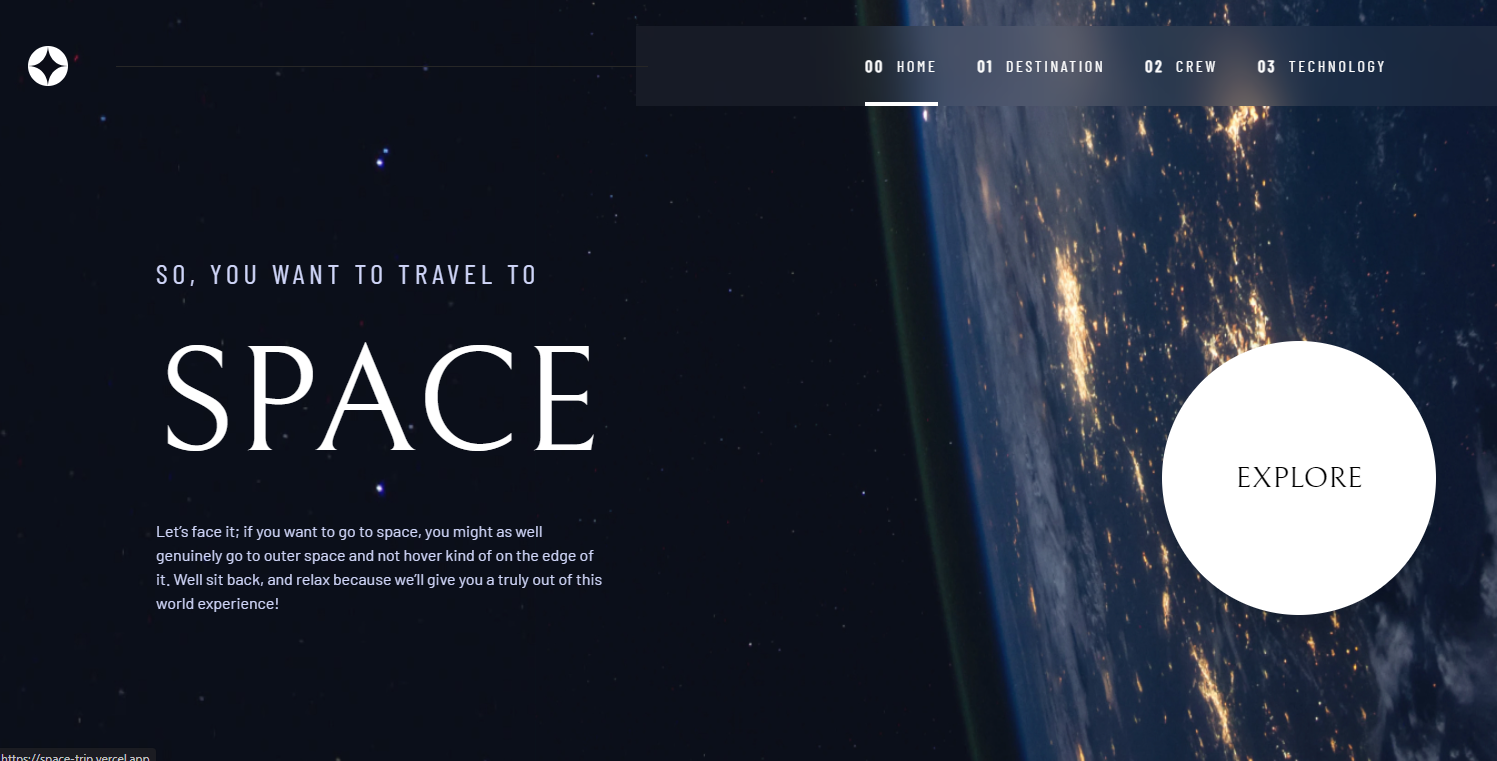 00 HOME 01 DESTINATION 02 CREW 03 TECHNOLOGY
SO, YOU WANT TO TRAVEL TO
SPACE
Let’s face it; if you want to go to space, you might as well
genuinely go to outer space and not hover kind of on the edge of
it. Well sit back, and relax because we’ll give you a truly out of this
world experience!
EXPLORE
https://space-trip.vercel.app